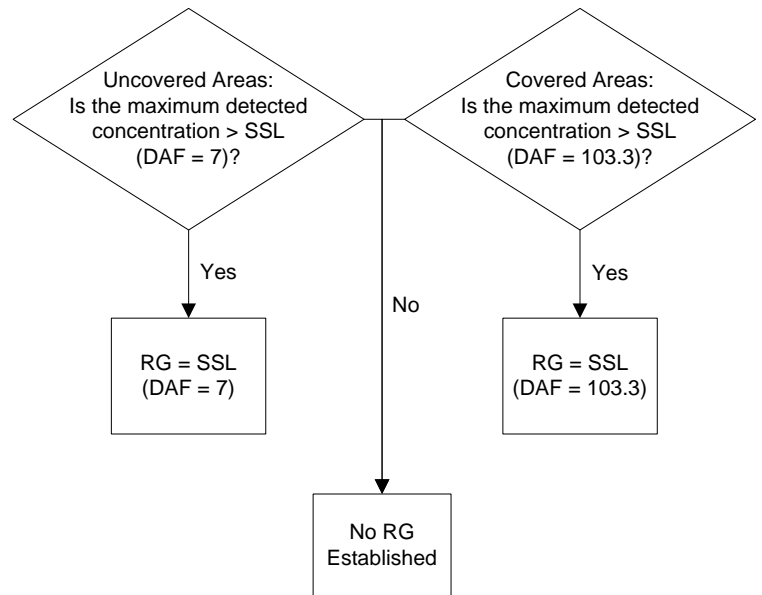 Uncovered Areas:
Is the maximum detected
concentration > SSL
(DAF = 7)?
Covered Areas:
Is the maximum detected
concentration > SSL
(DAF = 103.3)?
Yes
No
Yes
RG = SSL
(DAF = 7)
RG = SSL
(DAF = 103.3)
No RG
Established